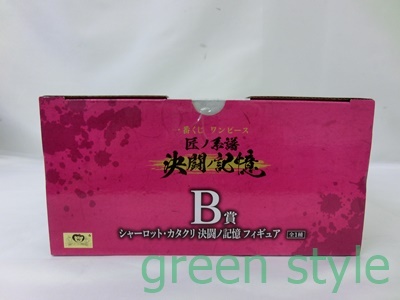 一番くじ ワンピース
匠ノ系譜
決闘ノ記憶
B賞
シャーロット・カタクリ 決闘ノ記憶 フィギュア 全1種
green style